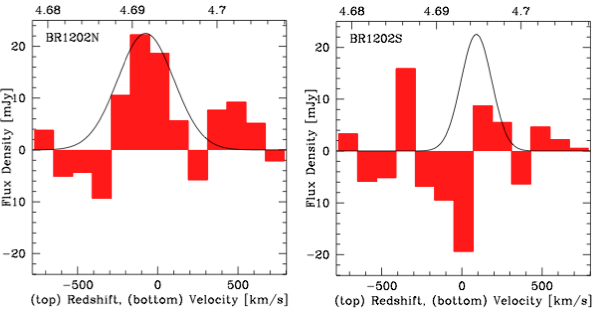 4.68 4.69 4.7
BR1202N
Flux Density [mJy]
20
10
0
−10
−20
−500 0 500
(top) Redshift, (bottom) Velocity [km/s]
4.68 4.69 4.7
BR1202S
Flux Density [mJy]
20
10
0
−10
−20
−500 0 500
(top) Redshift, (bottom) Velocity [km/s]